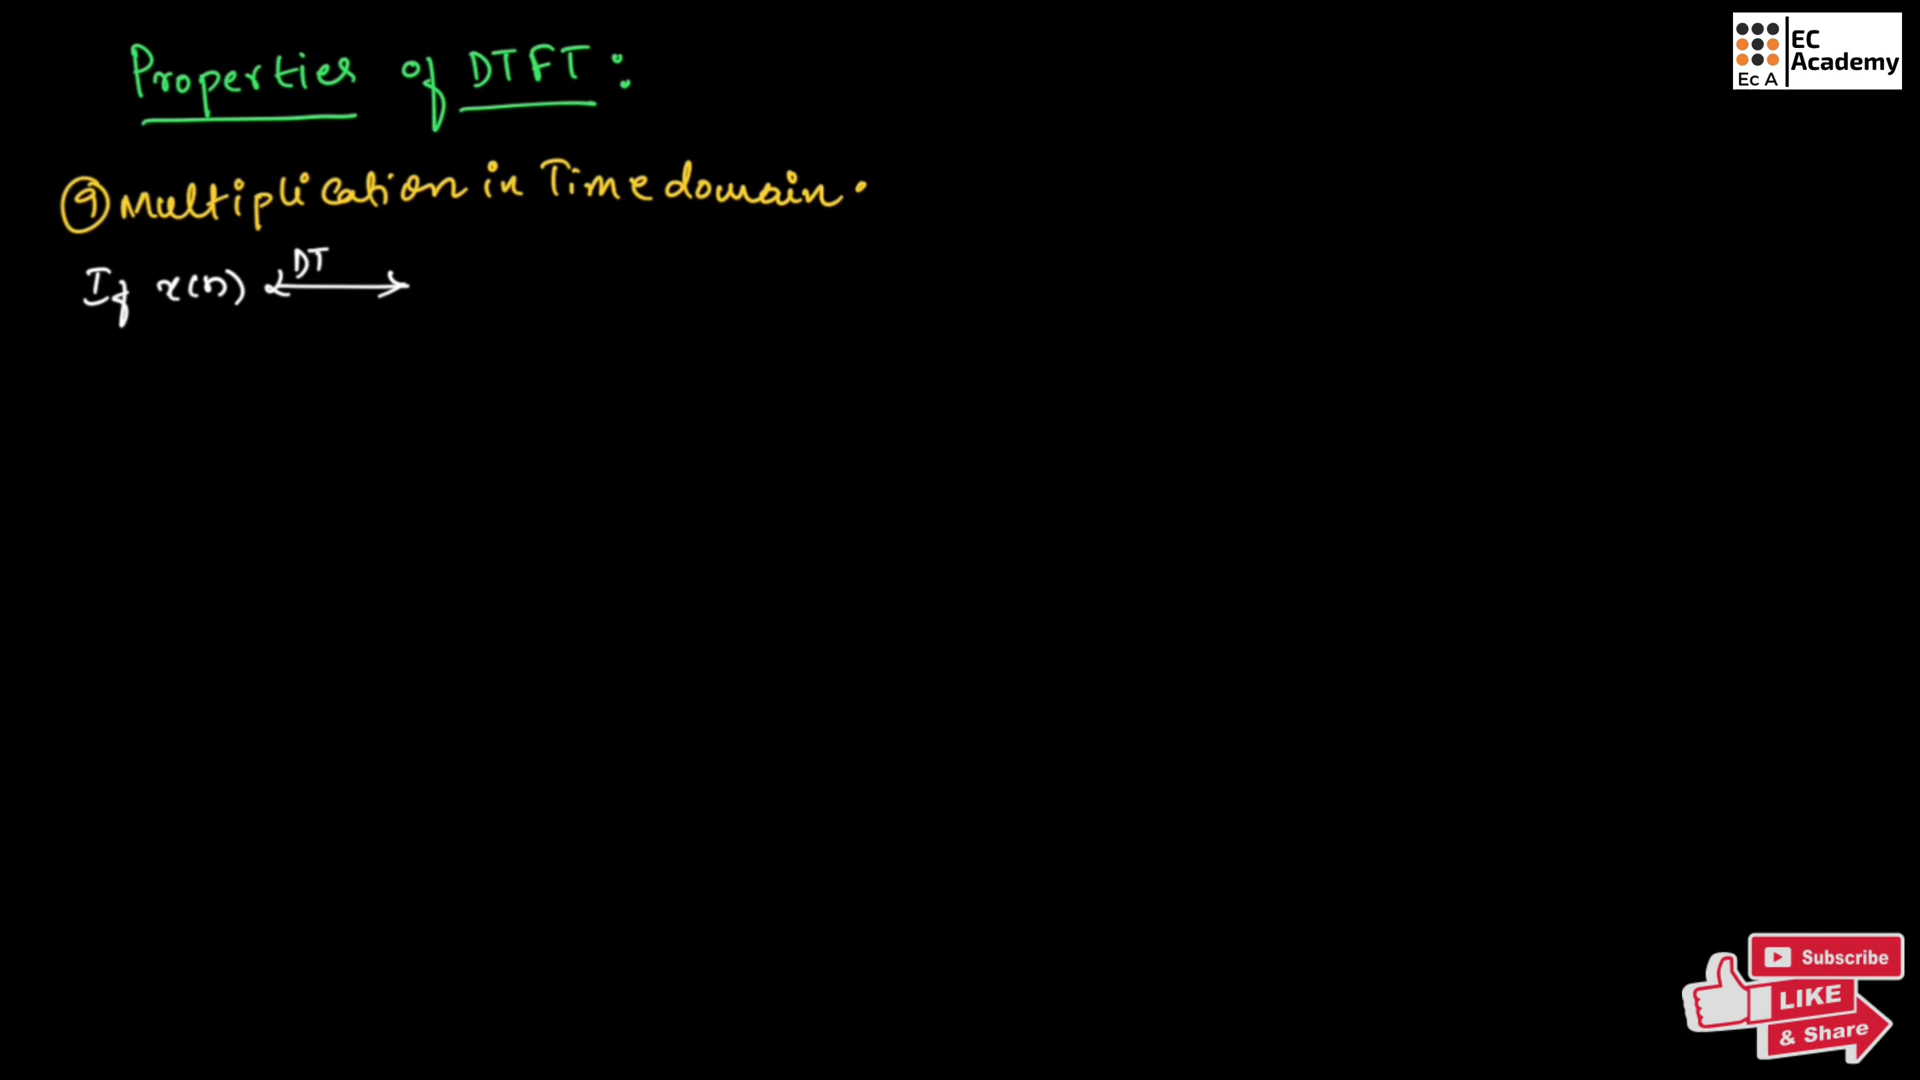 Properties of DTFT:
⑨ Multiplication in Time domain.
If x(n) <-DT->
EC
Academy
Ec A
Subscribe
LIKE
& Share